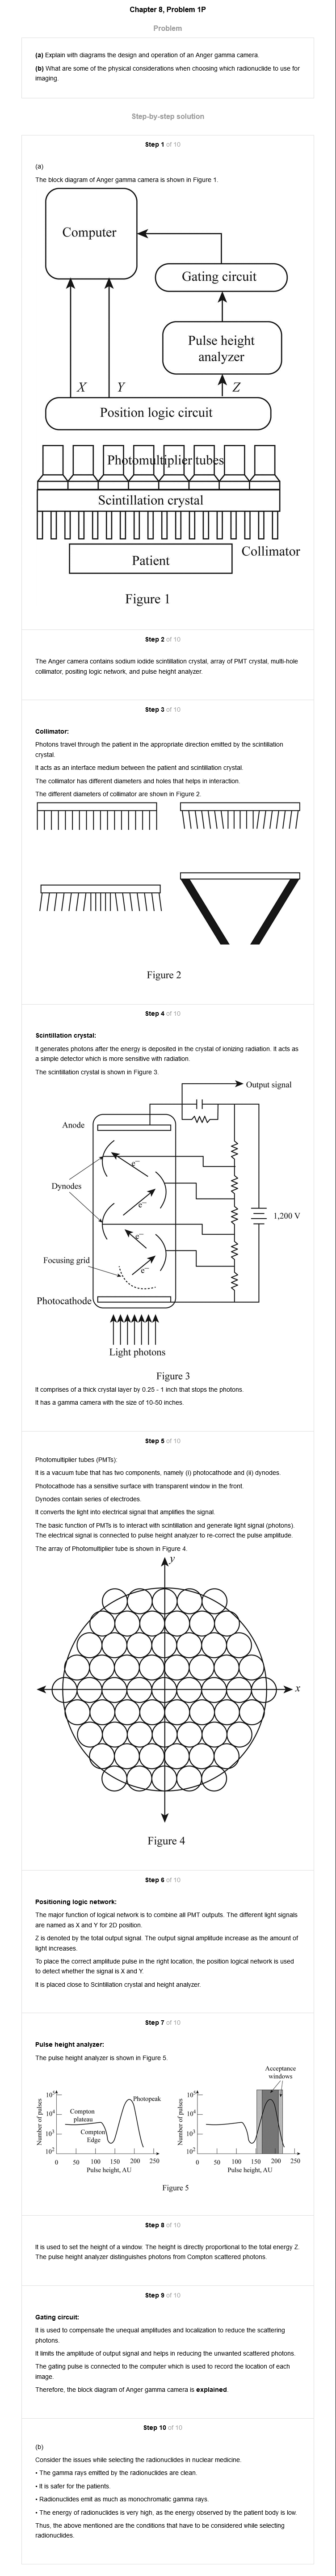 Chapter 8, Problem 1P
Problem
(a) Explain with diagrams the design and operation of an Anger gamma camera.
(b) What are some of the physical considerations when choosing which radionuclide to use for
imaging.
Step-by-step solution
Step 1 of 10
(a)
The block diagram of Anger gamma camera is shown in Figure 1.
Computer
Gating circuit
Pulse height
analyzer
X Y Z
Position logic circuit
Photomultiplier tubes
Scintillation crystal
Collimator
Patient
Figure 1
Step 2 of 10
The Anger camera contains sodium iodide scintillation crystal, array of PMT crystal, multi-hole
collimator, positing logic network, and pulse height analyzer.
Step 3 of 10
Collimator:
Photons travel through the patient in the appropriate direction emitted by the scintillation
crystal.
It acts as an interface medium between the patient and scintillation crystal.
The collimator has different diameters and holes that helps in interaction.
The different diameters of collimator are shown in Figure 2.
Figure 2
Step 4 of 10
Scintillation crystal:
It generates photons after the energy is deposited in the crystal of ionizing radiation. It acts as
a simple detector which is more sensitive with radiation.
The scintillation crystal is shown in Figure 3
Output signal
Anode
e−
Dynodes
e−
1,200 V
e−
Focusing grid
e−
Photocathode
Light photons
Figure 3
It comprises of a thick crystal layer by 0.25 - 1 inch that stops the photons.
It has a gamma camera with the size of 10-50 inches.
Step 5 of 10
Photomultiplier tubes (PMTs):
It is a vacuum tube that has two components, namely (i) photocathode and (ii) dynodes.
Photocathode has a sensitive surface with transparent window in the front.
Dynodes contain series of electrodes.
It converts the light into electrical signal that amplifies the signal
The basic function of PMTs is to interact with scintillation and generate light signal (photons).
The electrical signal is connected to pulse height analyzer to re-correct the pulse amplitude.
The array of Photomultiplier tube is shown in Figure 4.
y
x
Figure 4
Step 6 of 10
Positioning logic network:
The major function of logical network is to combine all PMT outputs. The different light signals
are named as X and Y for 2D position.
Z is denoted by the total output signal. The output signal amplitude increase as the amount of
light increases.
To place the correct amplitude pulse in the right location, the position logical network is used
to detect whether the signal is X and Y.
It is placed close to Scintillation crystal and height analyzer.
Step 7 of 10
Pulse height analyzer:
The pulse height analyzer is shown in Figure 5.
Acceptance
windows
Number of pulses
10⁵
10⁴
10³
10²
Compton
plateau
Compton
Edge
Photopeak
0 50 100 150 200 250
Pulse height, AU
Number of pulses
10⁵
10⁴
10³
10²
0 50 100 150 200 250
Pulse height, AU
Figure 5
Step 8 of 10
It is used to set the height of a window. The height is directly proportional to the total energy Z.
The pulse height analyzer distinguishes photons from Compton scattered photons.
Step 9 of 10
Gating circuit:
It is used to compensate the unequal amplitudes and localization to reduce the scattering
photons.
It limits the amplitude of output signal and helps in reducing the unwanted scattered photons.
The gating pulse is connected to the computer which is used to record the location of each
image.
Therefore, the block diagram of Anger gamma camera is explained.
Step 10 of 10
(b)
Consider the issues while selecting the radionuclides in nuclear medicine.
• The gamma rays emitted by the radionuclides are clean.
• It is safer for the patients.
• Radionuclides emit as much as monochromatic gamma rays.
• The energy of radionuclides is very high, as the energy observed by the patient body is low.
Thus, the above mentioned are the conditions that have to be considered while selecting
radionuclides.